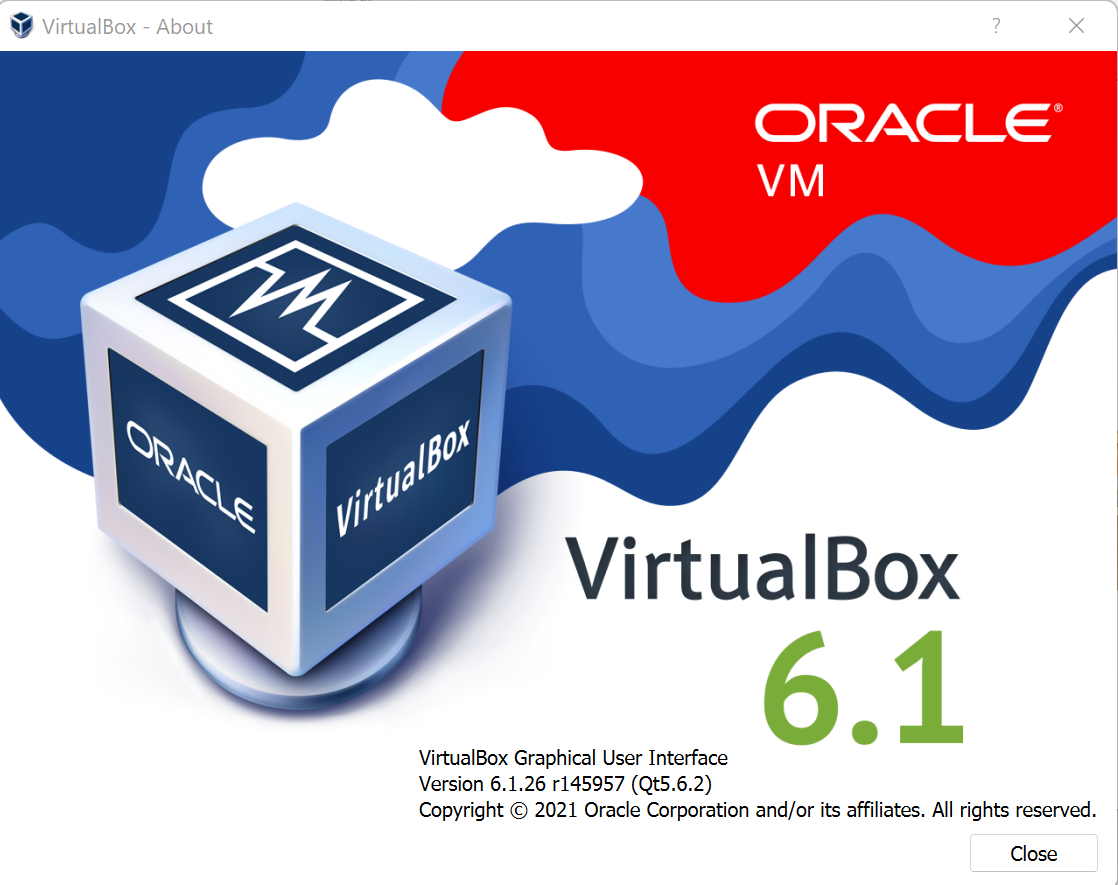 VirtualBox - About
?
ORACLE®
VM
ORACLE
VirtualBox
VirtualBox
6.1
VirtualBox Graphical User Interface
Version 6.1.26 r145957 (Qt5.6.2)
Copyright © 2021 Oracle Corporation and/or its affiliates. All rights reserved.
Close